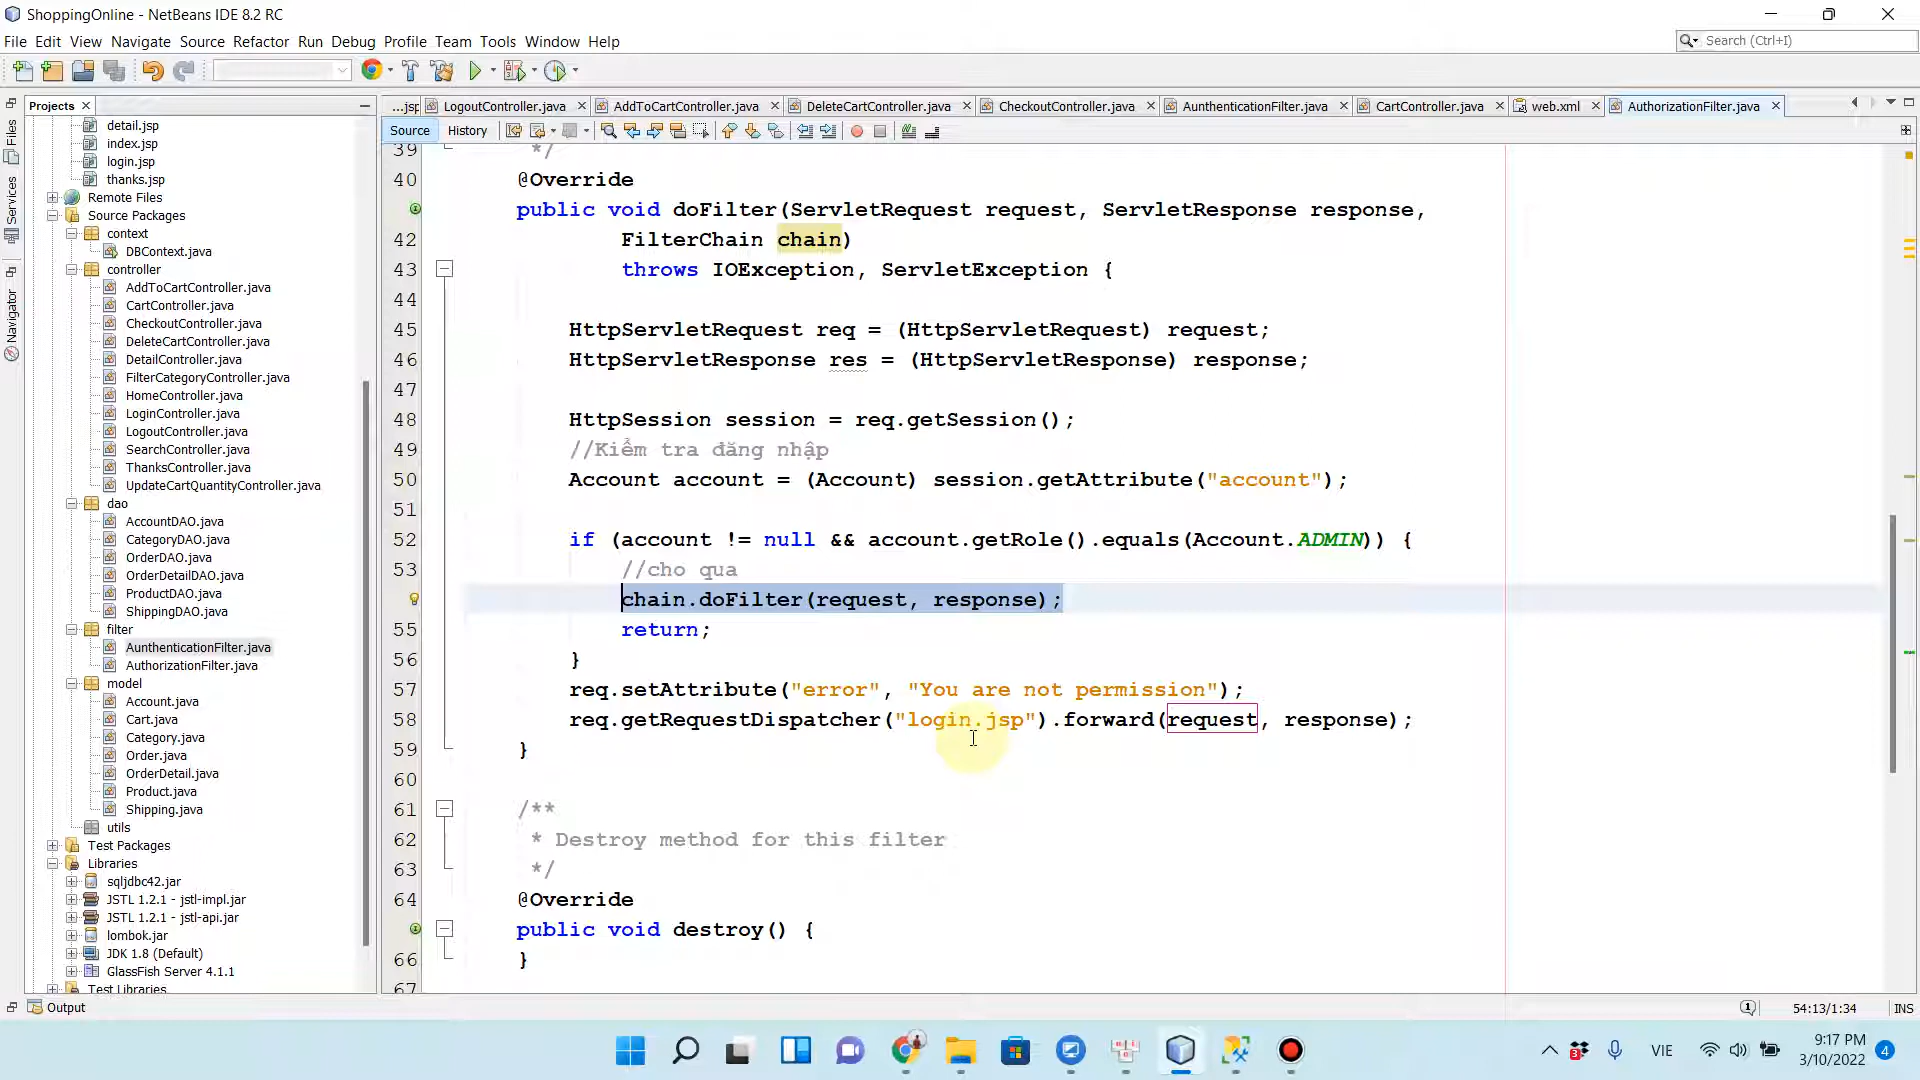 ShoppingOnline - NetBeans IDE 8.2 RC
File Edit View Navigate Source Refactor Run Debug Profile Team Tools Window Help
Search (Ctrl+I)
Projects
...jsp LogoutController.java AddToCartController.java DeleteCartController.java CheckoutController.java AunthenticationFilter.java CartController.java web.xml AuthorizationFilter.java
Source History
Files
Services
Navigator
detail.jsp
index.jsp
login.jsp
thanks.jsp
Remote Files
Source Packages
context
DBContext.java
controller
AddToCartController.java
CartController.java
CheckoutController.java
DeleteCartController.java
DetailController.java
FilterCategoryController.java
HomeController.java
LoginController.java
LogoutController.java
SearchController.java
ThanksController.java
UpdateCartQuantityController.java
dao
AccountDAO.java
CategoryDAO.java
OrderDAO.java
OrderDetailDAO.java
ProductDAO.java
ShippingDAO.java
filter
AunthenticationFilter.java
AuthorizationFilter.java
model
Account.java
Cart.java
Category.java
Order.java
OrderDetail.java
Product.java
Shipping.java
utils
Test Packages
Libraries
sqljdbc42.jar
JSTL 1.2.1 - jstl-impl.jar
JSTL 1.2.1 - jstl-api.jar
lombok.jar
JDK 1.8 (Default)
GlassFish Server 4.1.1
Test Libraries
39 */
40 @Override
public void doFilter(ServletRequest request, ServletResponse response,
42 FilterChain chain)
43 throws IOException, ServletException {
44
45 HttpServletRequest req = (HttpServletRequest) request;
46 HttpServletResponse res = (HttpServletResponse) response;
47
48 HttpSession session = req.getSession();
49 //Kiểm tra đăng nhập
50 Account account = (Account) session.getAttribute("account");
51
52 if (account != null && account.getRole().equals(Account.ADMIN)) {
53 //cho qua
chain.doFilter(request, response);
55 return;
56 }
57 req.setAttribute("error", "You are not permission");
58 req.getRequestDispatcher("login.jsp").forward(request, response);
59 }
60
61 /**
62 * Destroy method for this filter
63 */
64 @Override
public void destroy() {
66 }
67
Output
54:13/1:34 INS
VIE
9:17 PM
3/10/2022
4